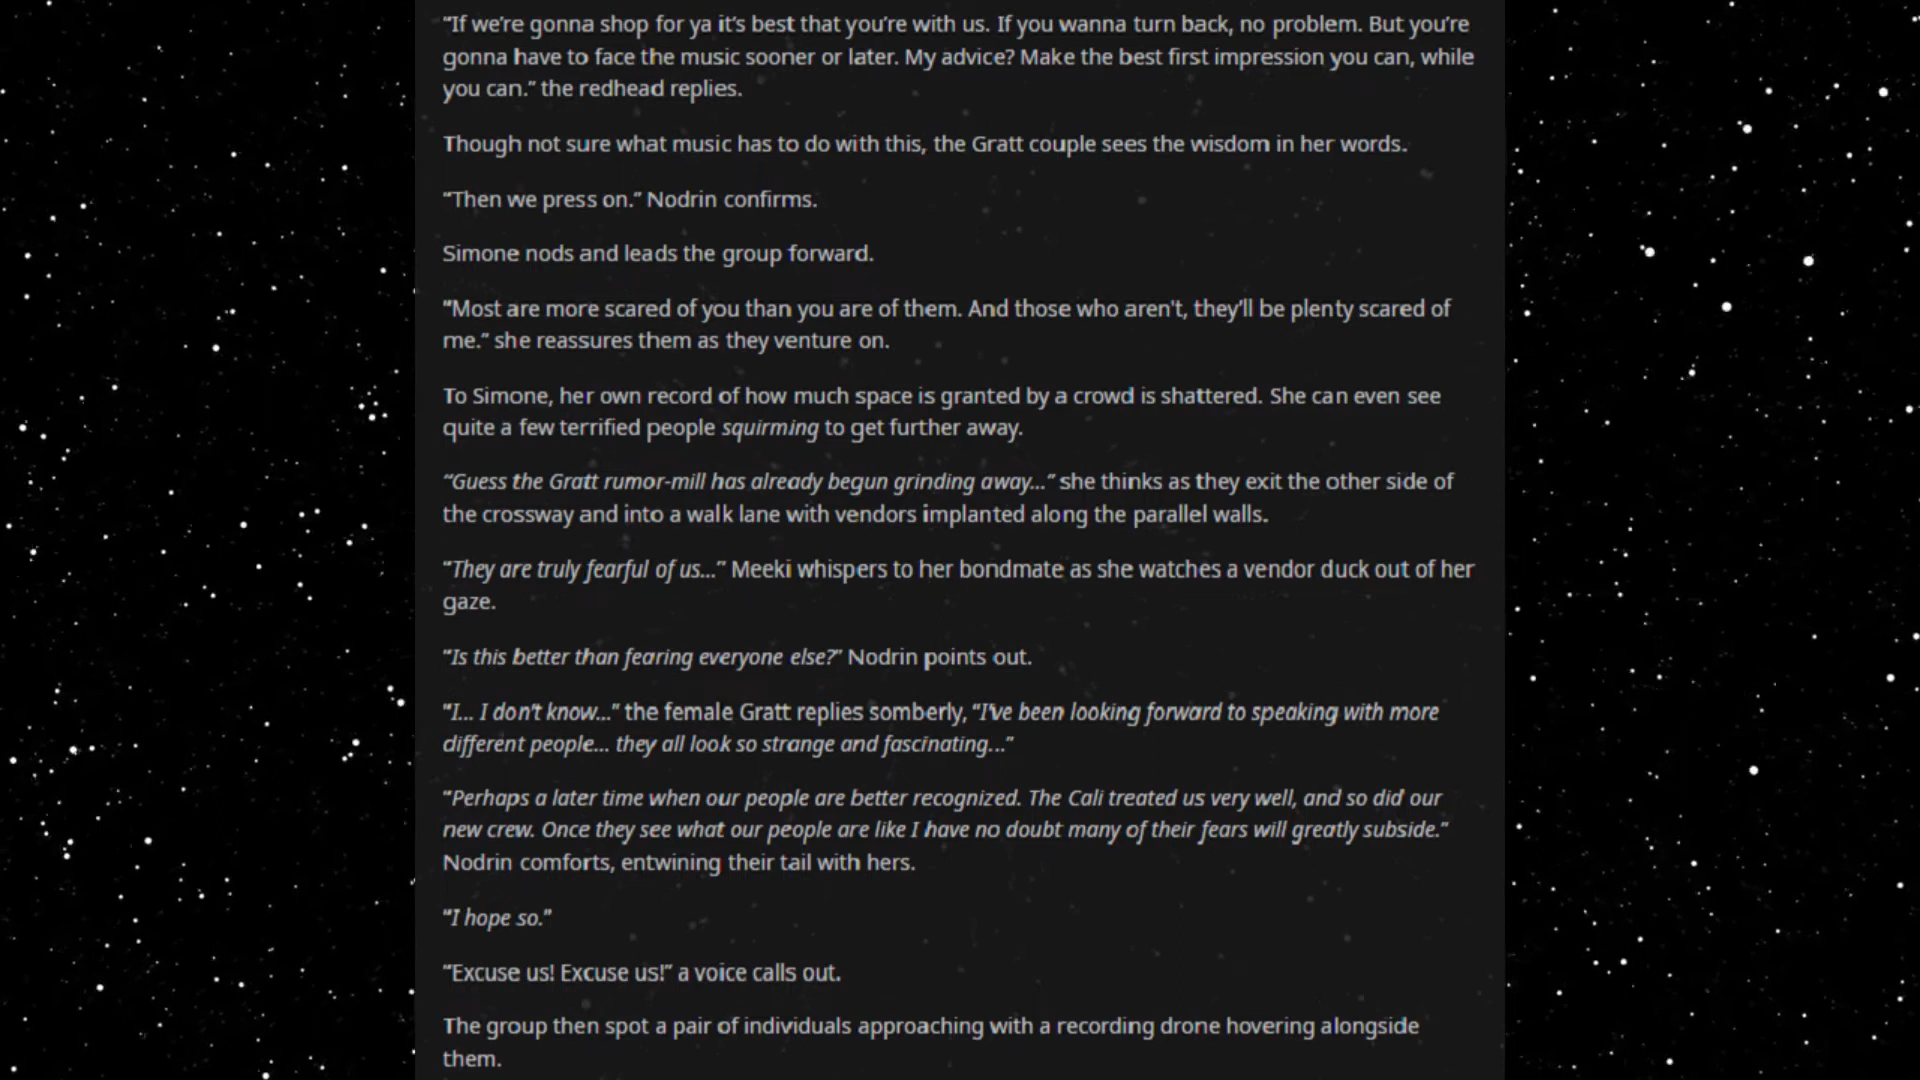 “If we’re gonna shop for ya it’s best that you’re with us. If you wanna turn back, no problem. But you’re
gonna have to face the music sooner or later. My advice? Make the best first impression you can, while
you can.” the redhead replies.
Though not sure what music has to do with this, the Gratt couple sees the wisdom in her words.
“Then we press on.” Nodrin confirms.
Simone nods and leads the group forward.
“Most are more scared of you than you are of them. And those who aren't, they’ll be plenty scared of
me.” she reassures them as they venture on.
To Simone, her own record of how much space is granted by a crowd is shattered. She can even see
quite a few terrified people squirming to get further away.
“Guess the Gratt rumor-mill has already begun grinding away...” she thinks as they exit the other side of
the crossway and into a walk lane with vendors implanted along the parallel walls.
“They are truly fearful of us...” Meeki whispers to her bondmate as she watches a vendor duck out of her
gaze.
“Is this better than fearing everyone else?” Nodrin points out.
“I... I don’t know...” the female Gratt replies somberly, “I’ve been looking forward to speaking with more
different people... they all look so strange and fascinating...”
“Perhaps a later time when our people are better recognized. The Cali treated us very well, and so did our
new crew. Once they see what our people are like I have no doubt many of their fears will greatly subside.”
Nodrin comforts, entwining their tail with hers.
“I hope so.”
“Excuse us! Excuse us!” a voice calls out.
The group then spot a pair of individuals approaching with a recording drone hovering alongside
them.